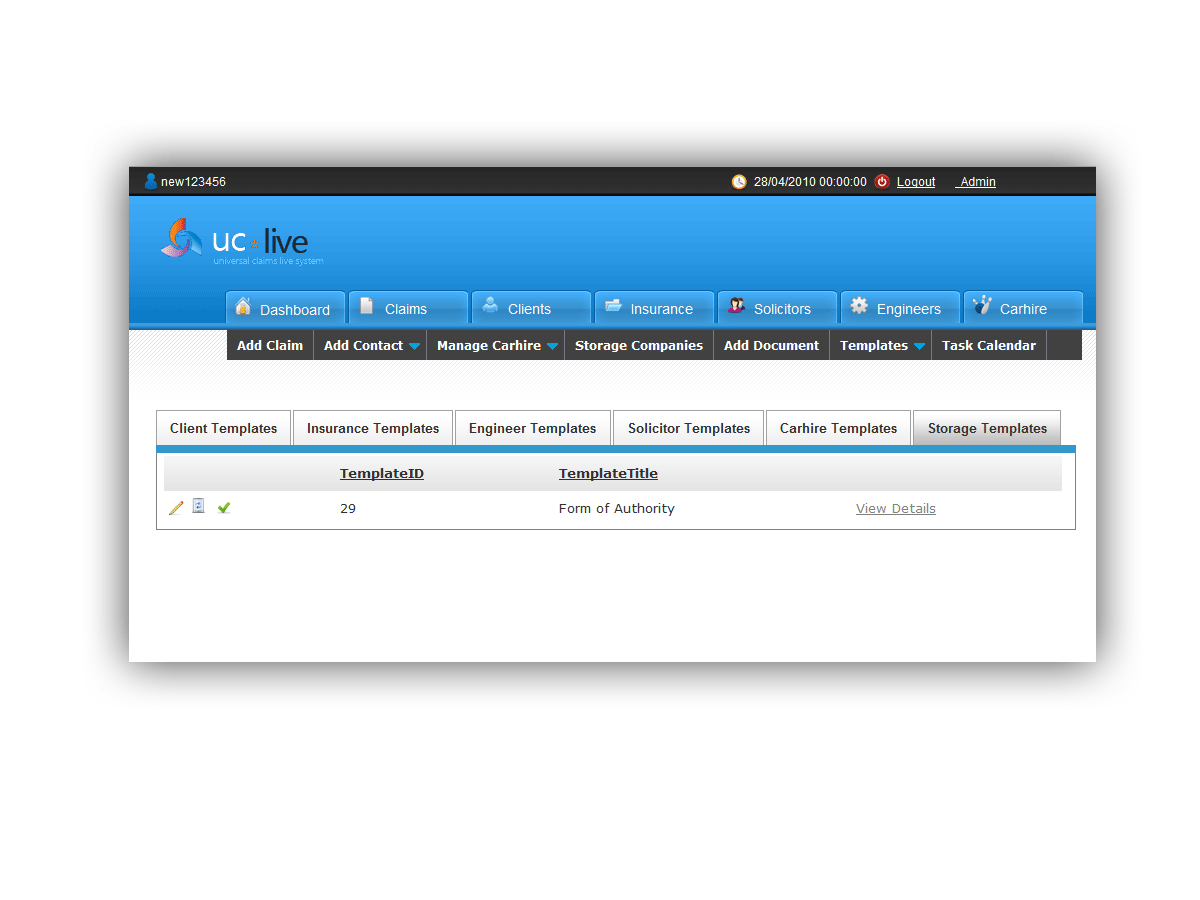 new123456 28/04/2010 00:00:00 Logout Admin
uc live
universal claims live system
Dashboard Claims Clients Insurance Solicitors Engineers Carhire
Add Claim Add Contact Manage Carhire Storage Companies Add Document Templates Task Calendar
Client Templates Insurance Templates Engineer Templates Solicitor Templates Carhire Templates Storage Templates
TemplateID TemplateTitle
29 Form of Authority View Details